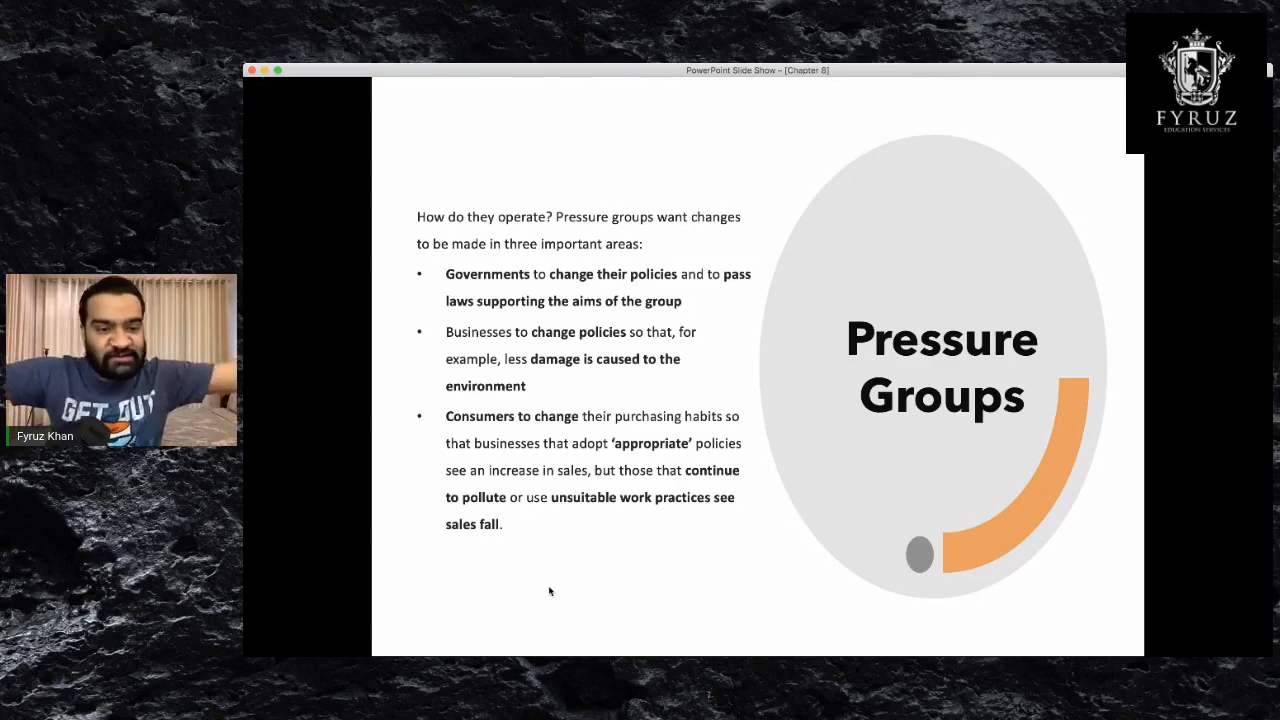 PowerPoint Slide Show – [Chapter 8]
FYRUZ
EDUCATION SERVICES
How do they operate? Pressure groups want changes
to be made in three important areas:
• Governments to change their policies and to pass
laws supporting the aims of the group
• Businesses to change policies so that, for
example, less damage is caused to the
environment
• Consumers to change their purchasing habits so
that businesses that adopt ‘appropriate’ policies
see an increase in sales, but those that continue
to pollute or use unsuitable work practices see
sales fall.
Pressure
Groups
GET OUT
Fyruz Khan